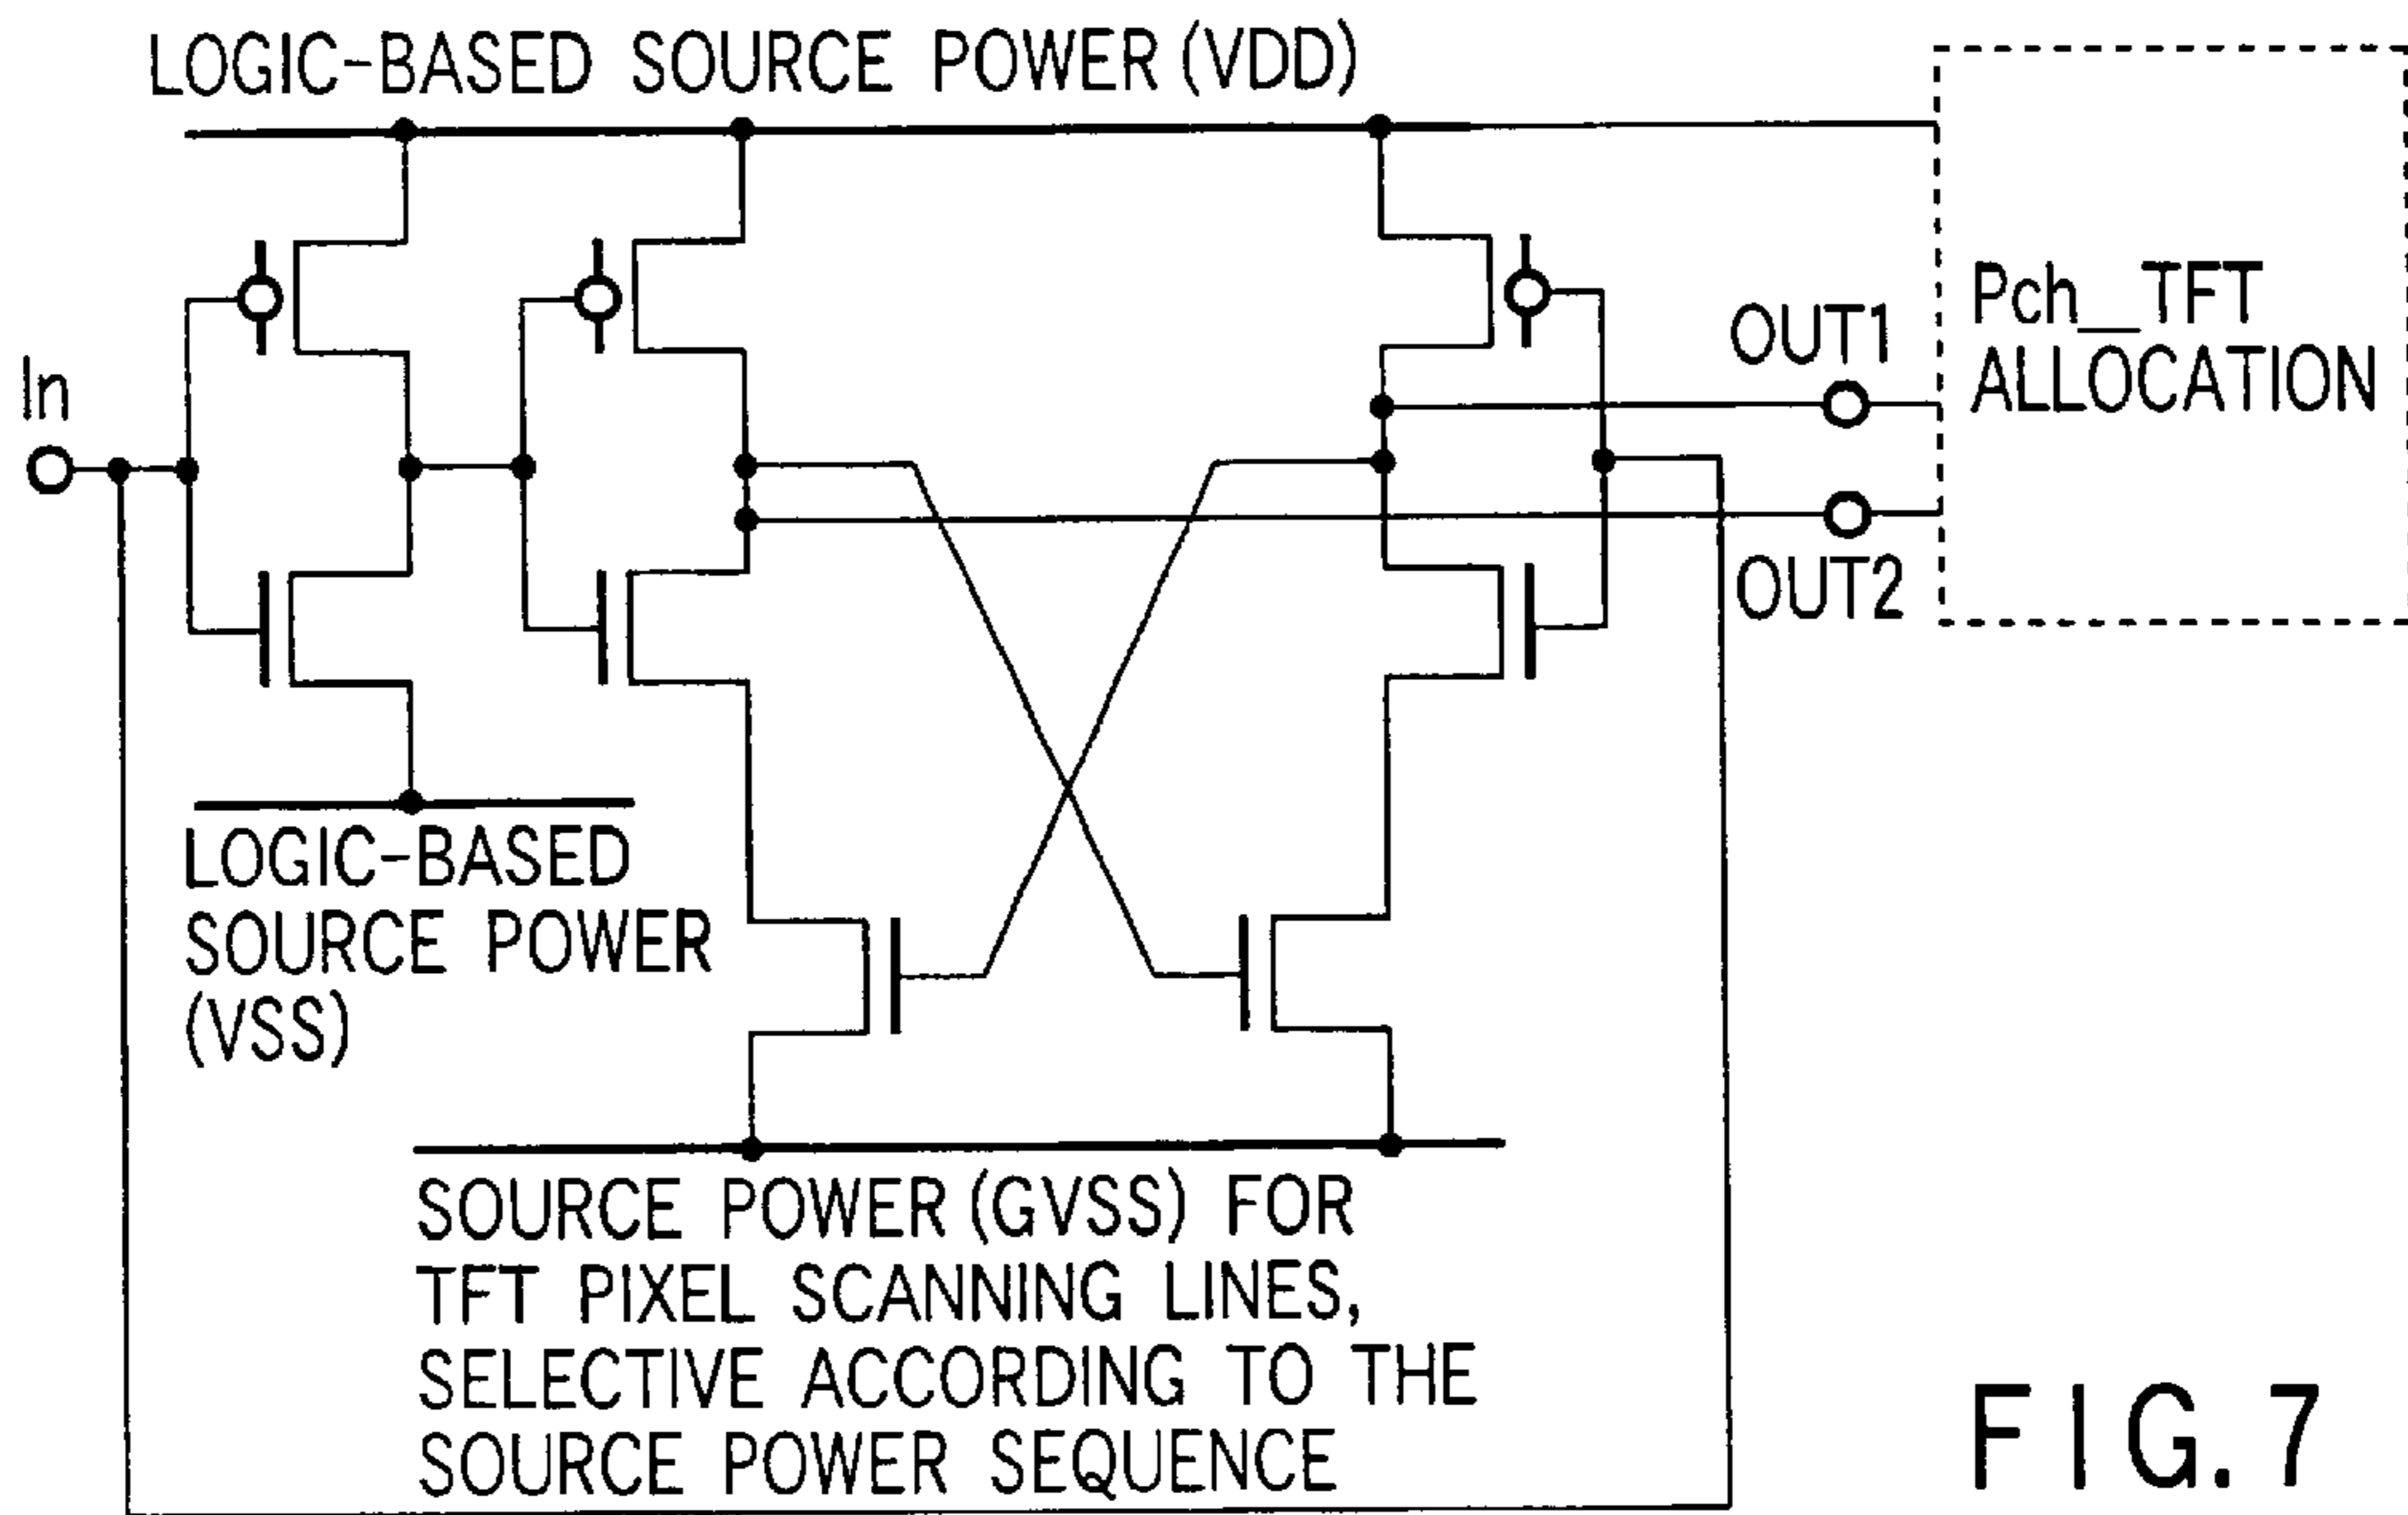 LOGIC-BASED SOURCE POWER (VDD)
In
OUT1
OUT2
Pch__TFT
ALLOCATION
LOGIC-BASED
SOURCE POWER
(VSS)
SOURCE POWER (GVSS) FOR
TFT PIXEL SCANNING LINES,
SELECTIVE ACCORDING TO THE
SOURCE POWER SEQUENCE
FIG. 7